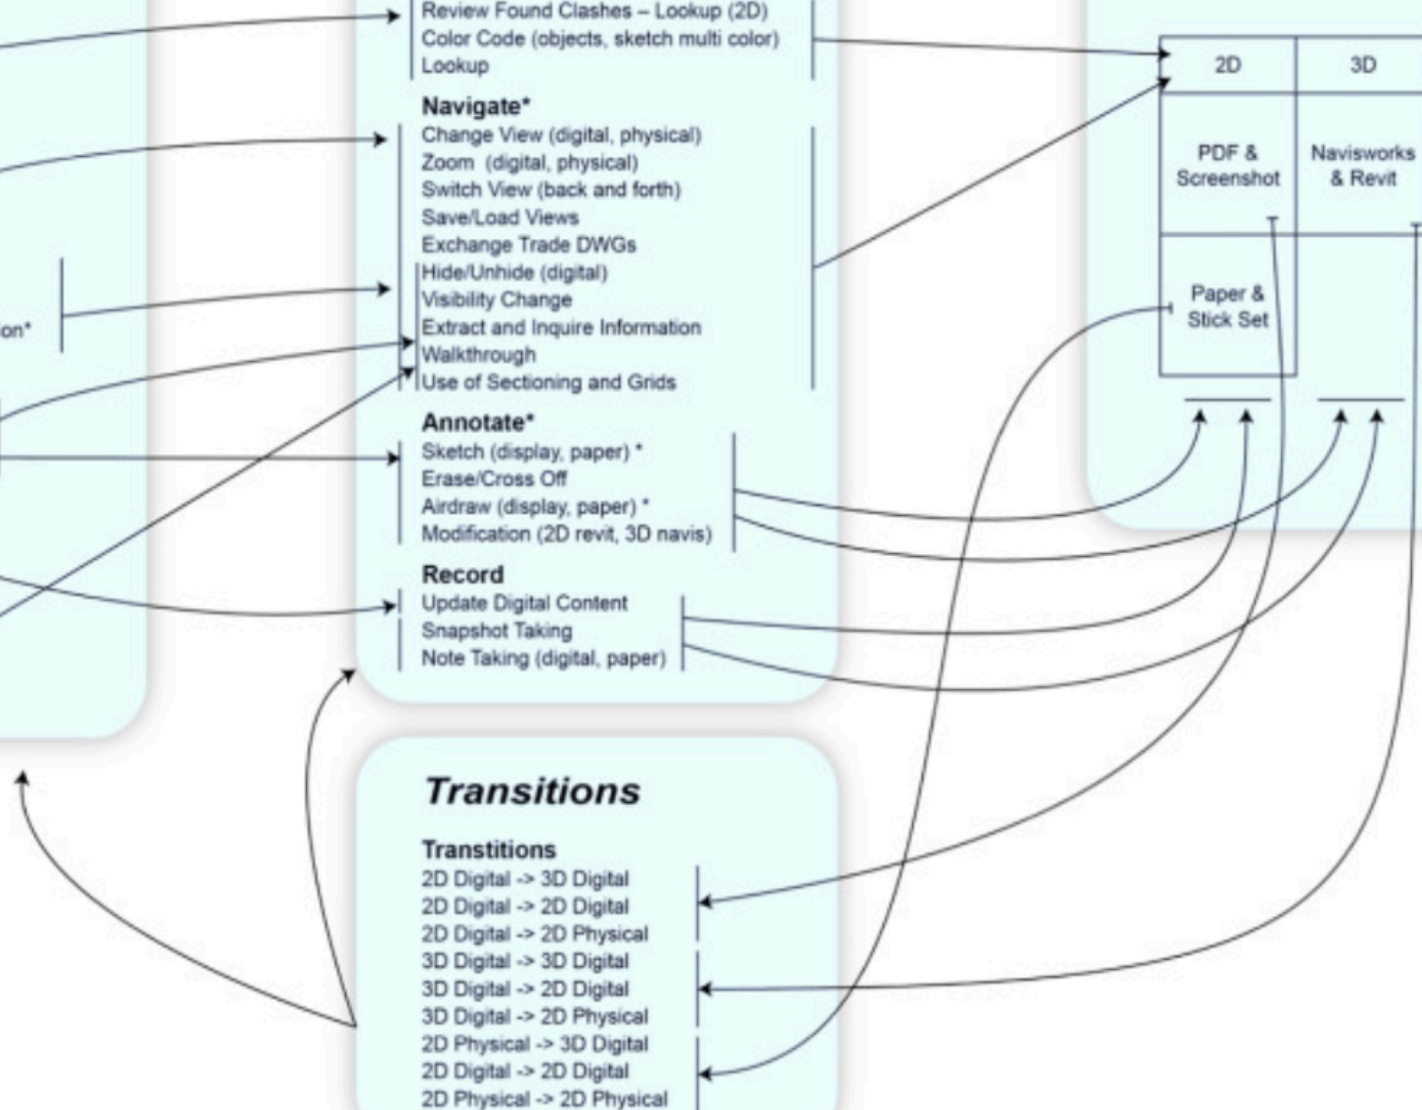 Review Found Clashes – Lookup (2D)
Color Code (objects, sketch multi color)
Lookup
Navigate*
Change View (digital, physical)
Zoom (digital, physical)
Switch View (back and forth)
Save/Load Views
Exchange Trade DWGs
Hide/Unhide (digital)
Visibility Change
Extract and Inquire Information
Walkthrough
Use of Sectioning and Grids
Annotate*
Sketch (display, paper) *
Erase/Cross Off
Airdraw (display, paper) *
Modification (2D revit, 3D navis)
Record
Update Digital Content
Snapshot Taking
Note Taking (digital, paper)
Transitions
Transtitions
2D Digital -> 3D Digital
2D Digital -> 2D Digital
2D Digital -> 2D Physical
3D Digital -> 3D Digital
3D Digital -> 2D Digital
3D Digital -> 2D Physical
2D Physical -> 3D Digital
2D Digital -> 2D Digital
2D Physical -> 2D Physical
on*
2D
3D
PDF &
Screenshot
Navisworks
& Revit
Paper &
Stick Set